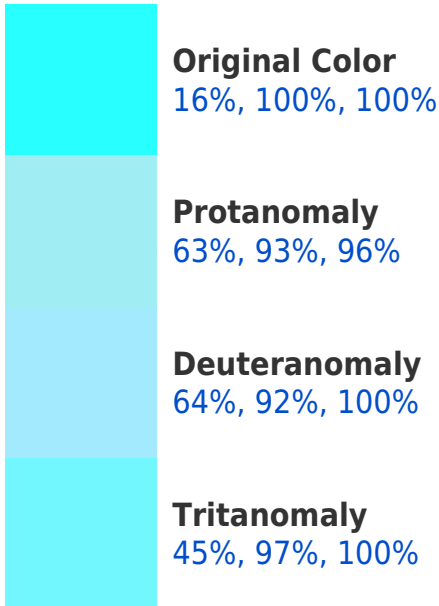 Original Color
16%, 100%, 100%
Protanomaly
63%, 93%, 96%
Deuteranomaly
64%, 92%, 100%
Tritanomaly
45%, 97%, 100%